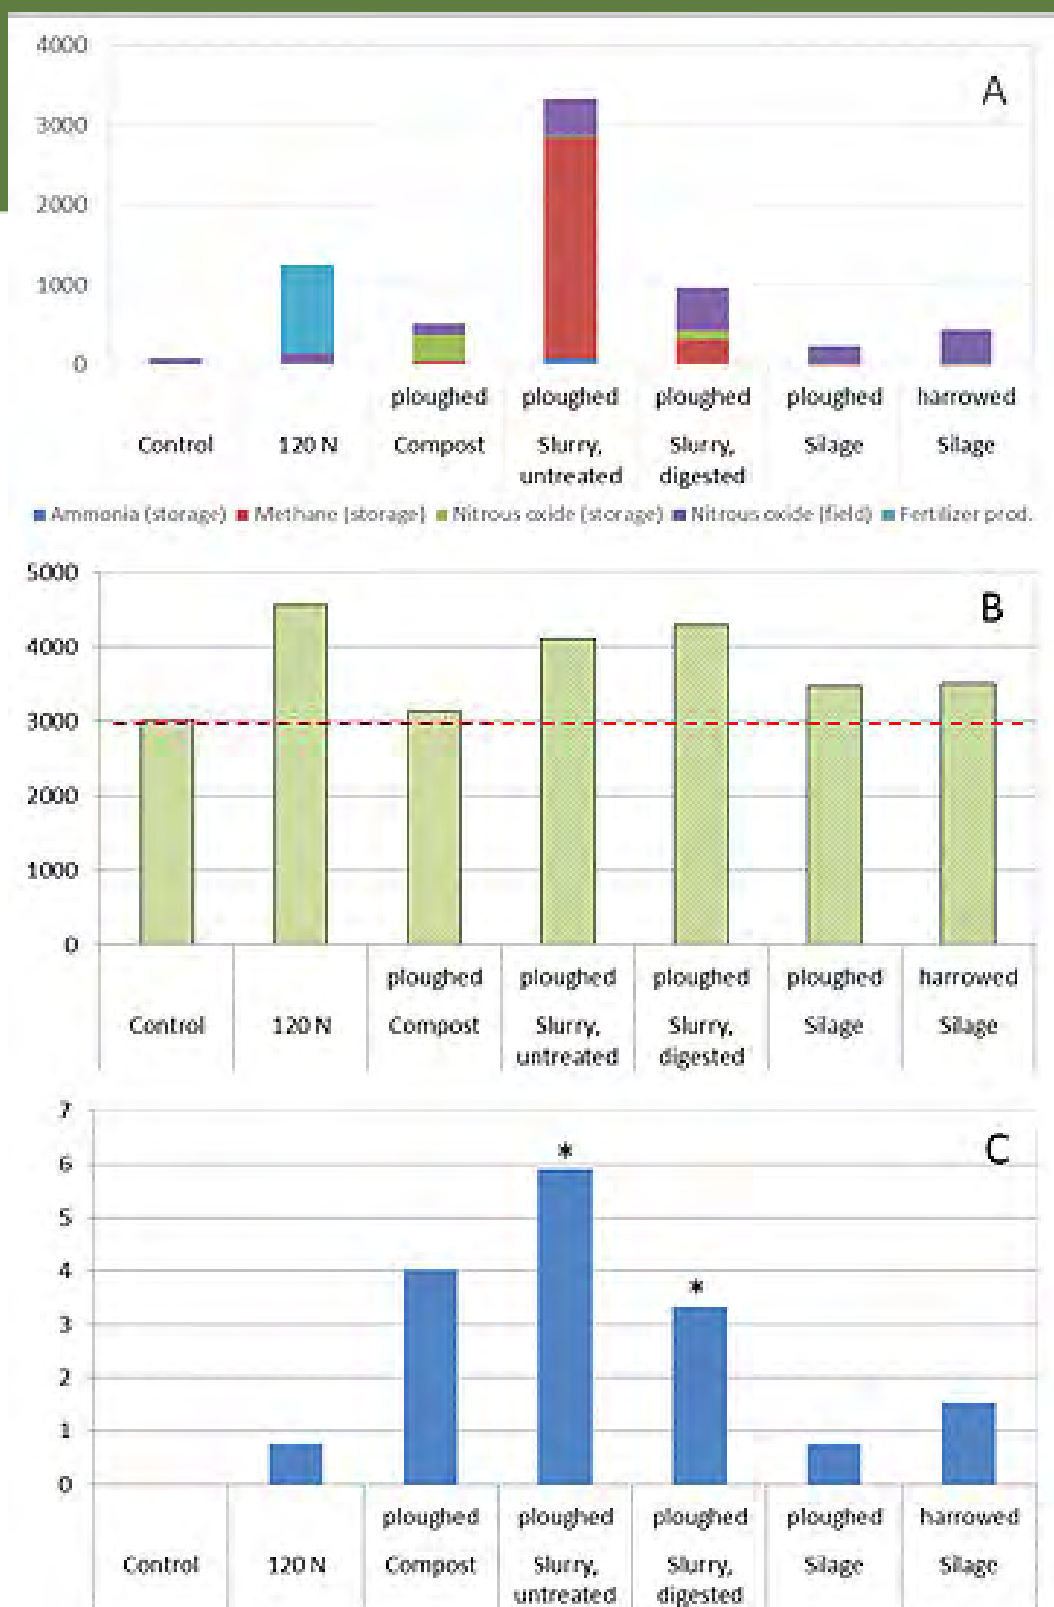 4000
A
3000
2000
1000
0
ploughed ploughed ploughed ploughed harrowed
Control 120 N Compost Slurry, Slurry, Silage Silage
untreated digested
Ammonia (storage) Methane (storage) Nitrous oxide (storage) Nitrous oxide (field) Fertilizer prod.
5000
B
4000
3000
2000
1000
0
ploughed ploughed ploughed ploughed harrowed
Control 120 N Compost Slurry, Slurry, Silage Silage
untreated digested
7
C
*
6
5
4
*
3
2
1
0
ploughed ploughed ploughed ploughed harrowed
Control 120 N Compost Slurry, Slurry, Silage Silage
untreated digested